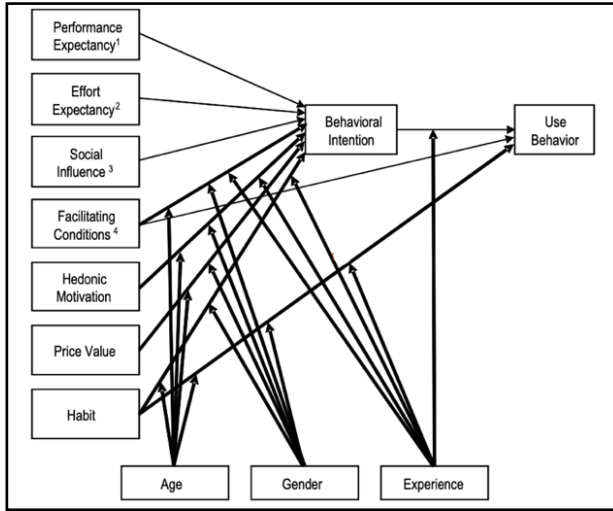 Performance
Expectancy¹
Effort
Expectancy²
Behavioral
Intention
Use
Behavior
Social
Influence ³
Facilitating
Conditions ⁴
Hedonic
Motivation
Price Value
Habit
Age
Gender
Experience